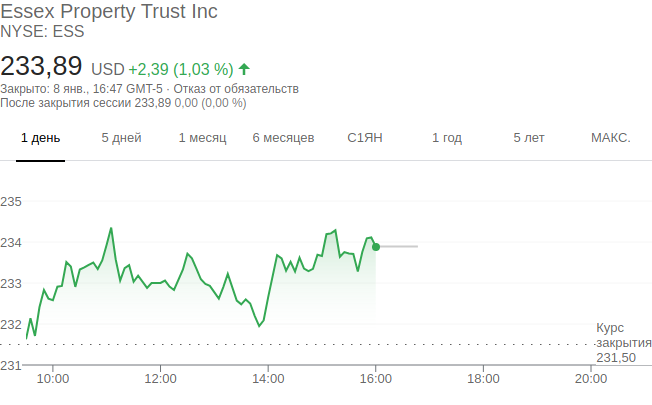 Essex Property Trust Inc
NYSE: ESS
233,89 USD +2,39 (1,03 %)
Закрыто: 8 янв., 16:47 GMT-5 · Отказ от обязательств
После закрытия сессии 233,89 0,00 (0,00 %)
1 день 5 дней 1 месяц 6 месяцев С1ЯН 1 год 5 лет МАКС.
235
234
233
232
Курс
закрытия
231,50
231
10:00 12:00 14:00 16:00 18:00 20:00